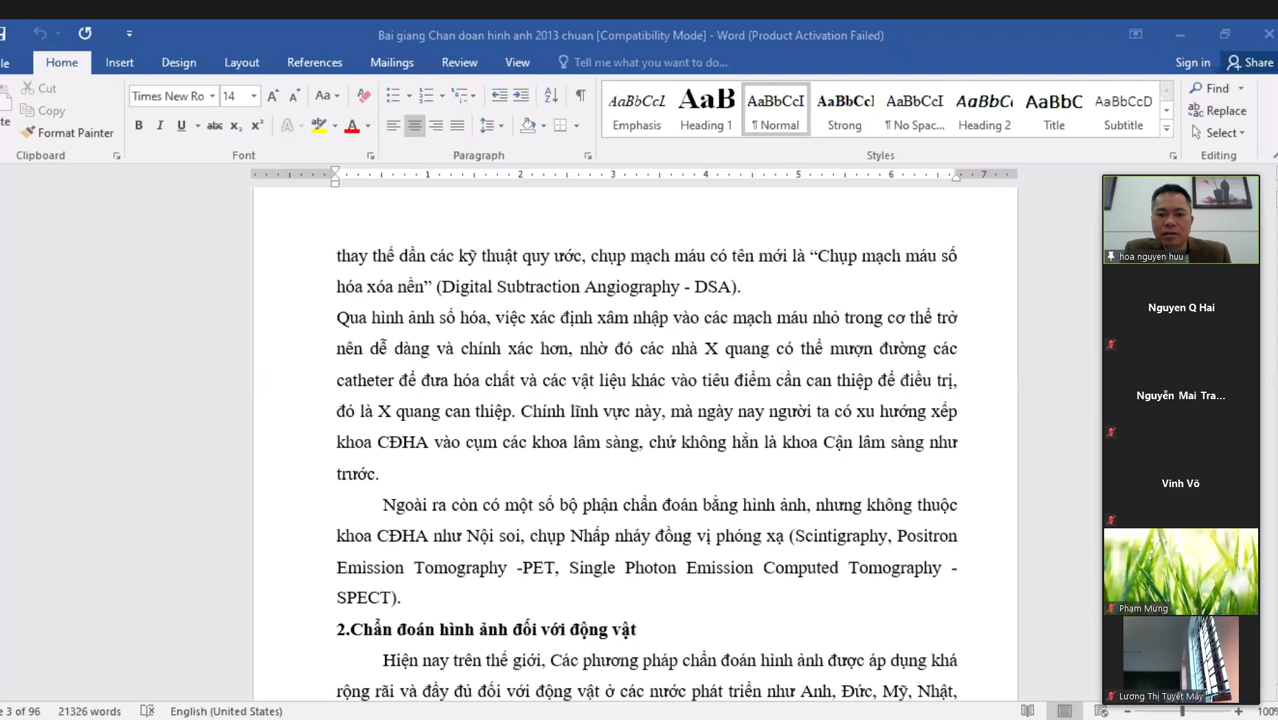 Bai giang Chan doan hinh anh 2013 chuan [Compatibility Mode] - Word (Product Activation Failed)
Home Insert Design Layout References Mailings Review View Tell me what you want to do... Sign in Share
Cut
Copy
Format Painter
Clipboard
Times New Ro 14
Font
Paragraph
AaBbCcL AaB AaBbCcI AaBbCcI AaBbCcI AaBbCc AaBbC AaBbCcD
Emphasis Heading 1 ¶ Normal Strong ¶ No Spac... Heading 2 Title Subtitle
Styles
Find
Replace
Select
Editing
1 2 3 4 5 6 7
thay thế dần các kỹ thuật quy ước, chụp mạch máu có tên mới là “Chụp mạch máu số
hóa xóa nền” (Digital Subtraction Angiography - DSA).
Qua hình ảnh số hóa, việc xác định xâm nhập vào các mạch máu nhỏ trong cơ thể trở
nên dễ dàng và chính xác hơn, nhờ đó các nhà X quang có thể mượn đường các
catheter để đưa hóa chất và các vật liệu khác vào tiêu điểm cần can thiệp để điều trị,
đó là X quang can thiệp. Chính lĩnh vực này, mà ngày nay người ta có xu hướng xếp
khoa CĐHA vào cụm các khoa lâm sàng, chứ không hẳn là khoa Cận lâm sàng như
trước.
Ngoài ra còn có một số bộ phận chẩn đoán bằng hình ảnh, nhưng không thuộc
khoa CĐHA như Nội soi, chụp Nhấp nháy đồng vị phóng xạ (Scintigraphy, Positron
Emission Tomography -PET, Single Photon Emission Computed Tomography -
SPECT).
2.Chẩn đoán hình ảnh đối với động vật
Hiện nay trên thế giới, Các phương pháp chẩn đoán hình ảnh được áp dụng khá
rộng rãi và đầy đủ đối với động vật ở các nước phát triển như Anh, Đức, Mỹ, Nhật,
hoa nguyen huu
Nguyen Q Hai
Nguyễn Mai Tra...
Vinh Võ
Phạm Mừng
Lương Thị Tuyết Mây
e 3 of 96 21326 words English (United States) 100%